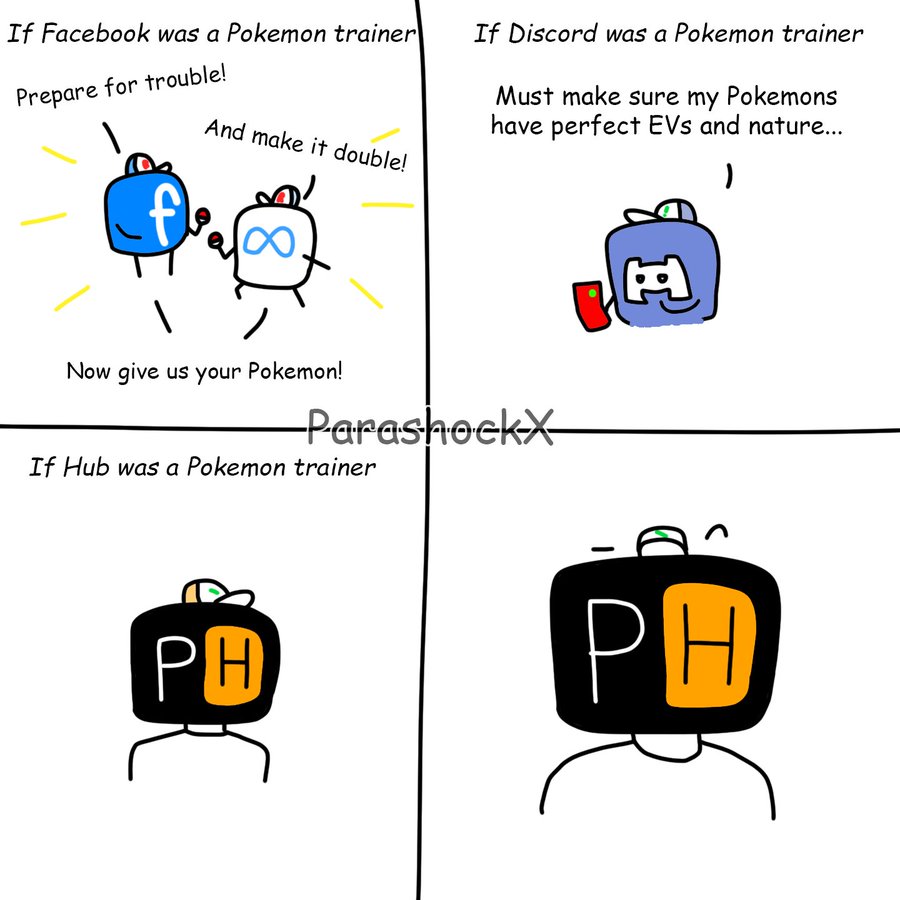 If Facebook was a Pokemon trainer
Prepare for trouble!
And make it double!
f
Now give us your Pokemon!
If Discord was a Pokemon trainer
Must make sure my Pokemons
have perfect EVs and nature...
ParashockX
If Hub was a Pokemon trainer
P H
P H